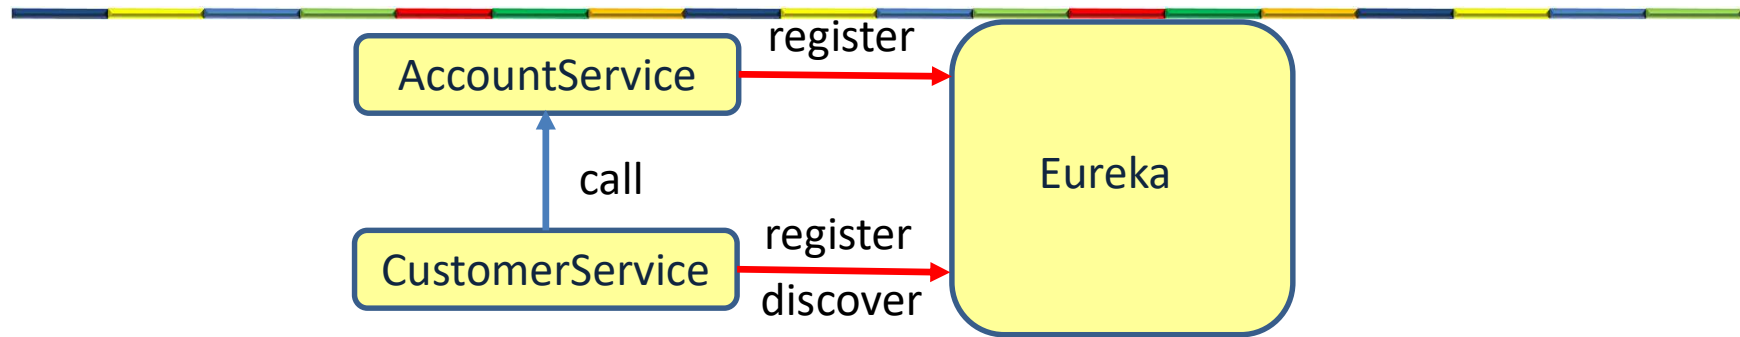 register
AccountService
Eureka
call
register
CustomerService
discover